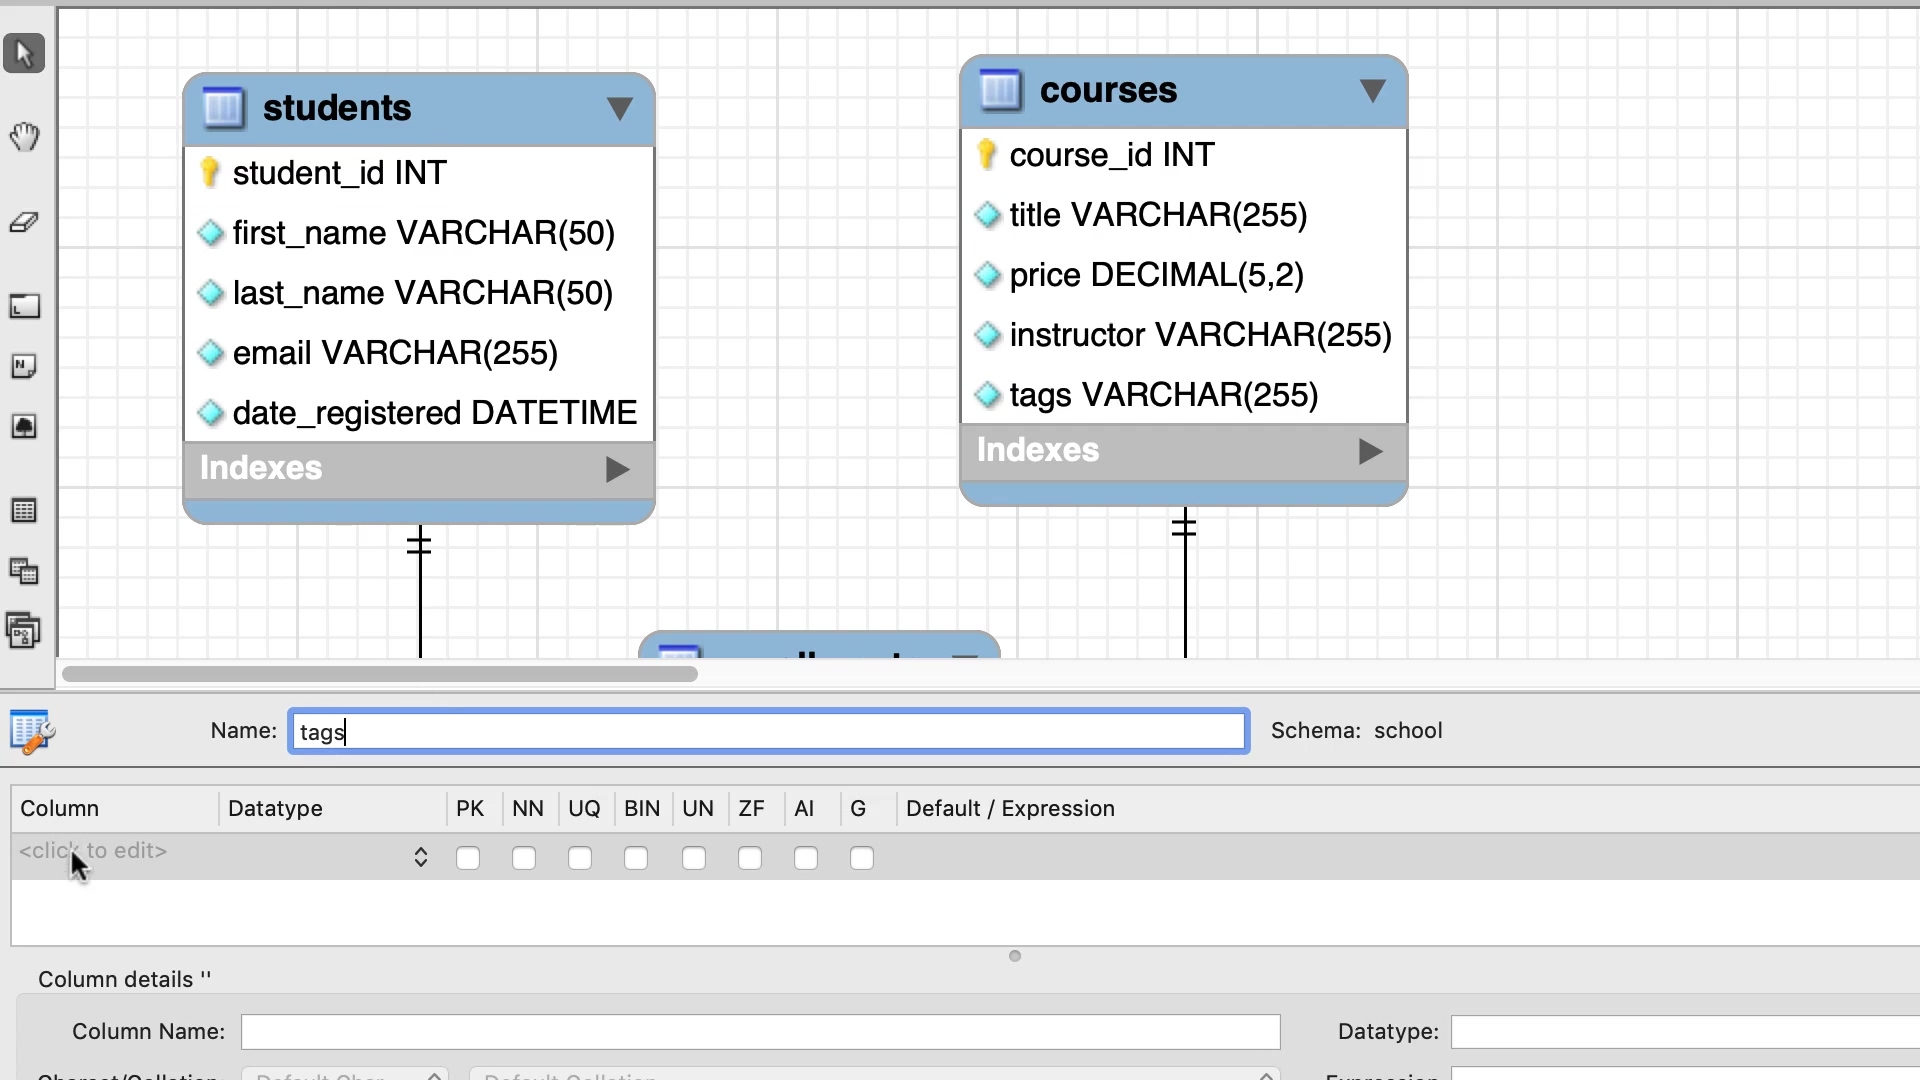 students
student_id INT
first_name VARCHAR(50)
last_name VARCHAR(50)
email VARCHAR(255)
date_registered DATETIME
Indexes
courses
course_id INT
title VARCHAR(255)
price DECIMAL(5,2)
instructor VARCHAR(255)
tags VARCHAR(255)
Indexes
Name: tags Schema: school
Column Datatype PK NN UQ BIN UN ZF AI G Default / Expression
<click to edit>
Column details ''
Column Name: Datatype: